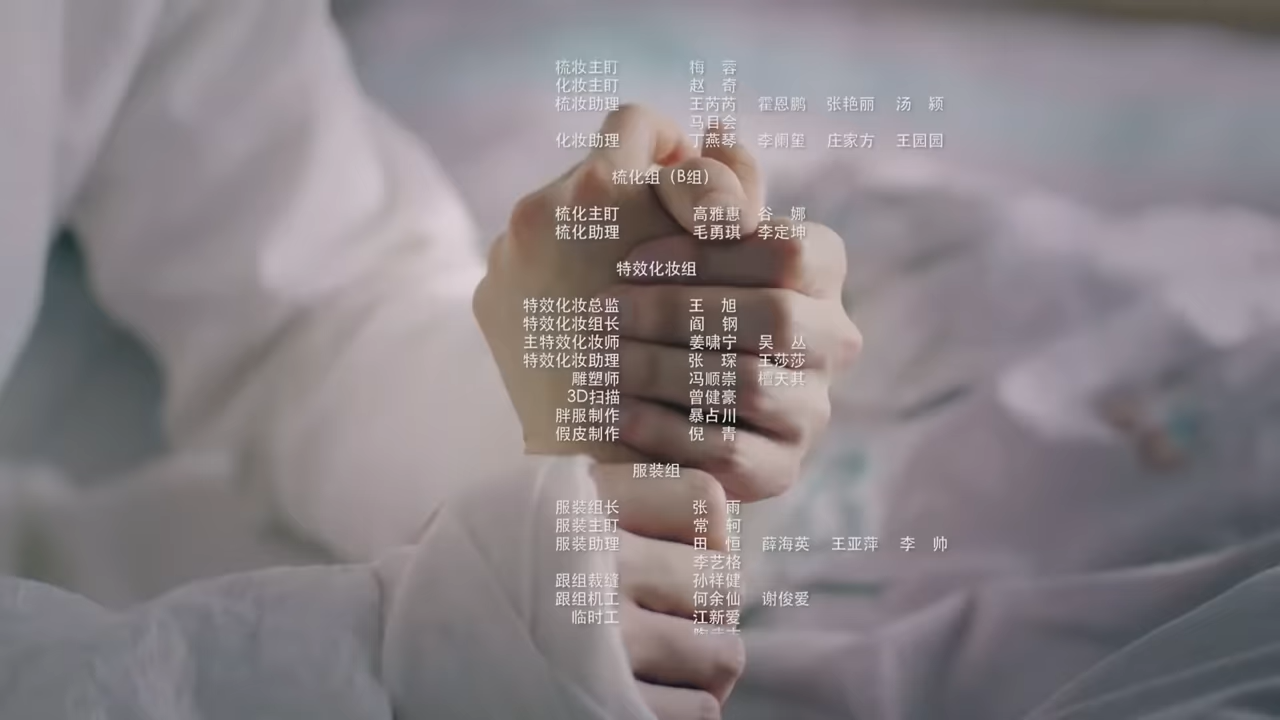 梳妆主盯 梅 蓉
化妆主盯 赵 奇
梳妆助理 王芮芮 霍恩鹏 张艳丽 汤 颖
马目会
化妆助理 丁燕琴 李阑玺 庄家方 王园园
梳化组（B组）
梳化主盯 高雅惠 谷 娜
梳化助理 毛勇琪 李定坤
特效化妆组
特效化妆总监 王 旭
特效化妆组长 阎 钢
主特效化妆师 姜啸宁 吴 丛
特效化妆助理 张 琛 王莎莎
雕塑师 冯顺崇 檀天其
3D扫描 曾健豪
胖服制作 暴占川
假皮制作 倪 青
服装组
服装组长 张 雨
服装主盯 常 轲
服装助理 田 恒 薛海英 王亚萍 李 帅
李艺格
跟组裁缝 孙祥健
跟组机工 何余仙 谢俊爱
临时工 江新爱